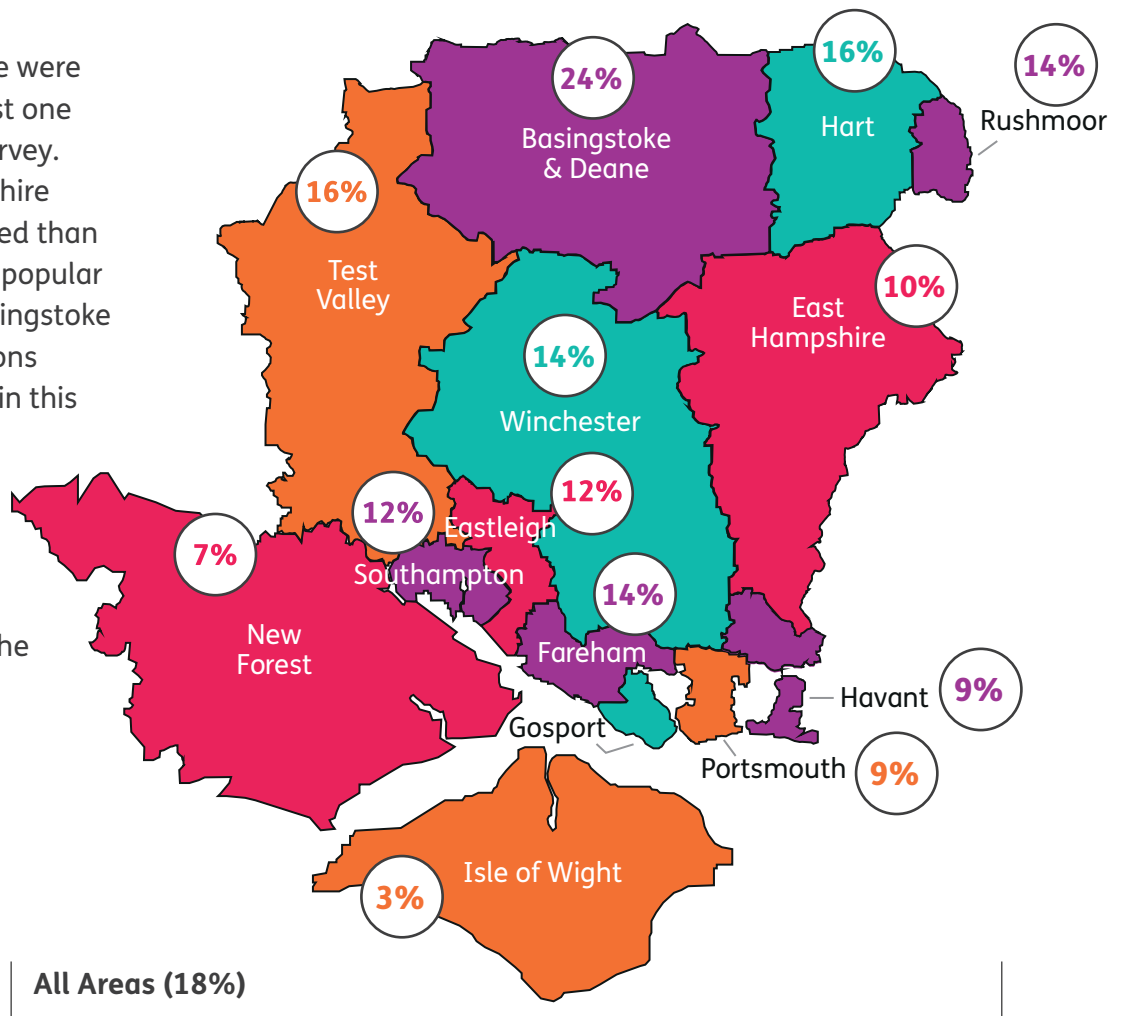 e were
st one
rvey.
hire
ed than
popular
ingstoke
ons
in this
he
24%
Basingstoke
& Deane
16%
Hart
14%
Rushmoor
16%
Test
Valley
10%
East
Hampshire
14%
Winchester
12%
Eastleigh
12%
Southampton
7%
New
Forest
14%
Fareham
Gosport
Havant
9%
Portsmouth
9%
Isle of Wight
3%
All Areas (18%)